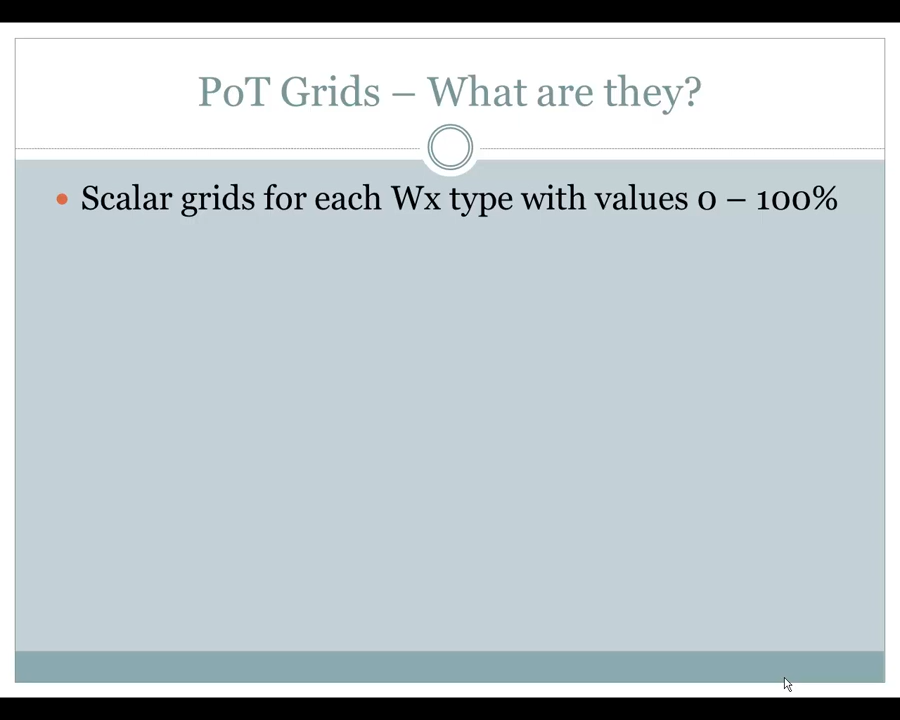 PoT Grids – What are they?
• Scalar grids for each Wx type with values 0 – 100%